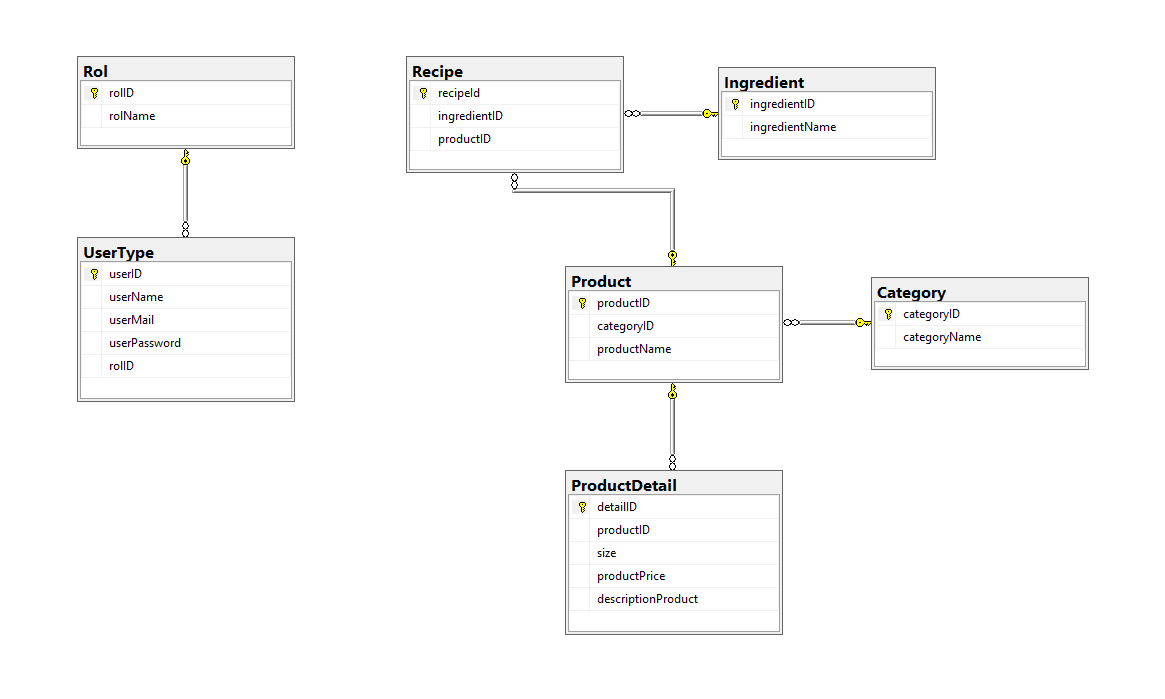 Rol
rolID
rolName
UserType
userID
userName
userMail
userPassword
rolID
Recipe
recipeId
ingredientID
productID
Ingredient
ingredientID
ingredientName
Product
productID
categoryID
productName
Category
categoryID
categoryName
ProductDetail
detailID
productID
size
productPrice
descriptionProduct